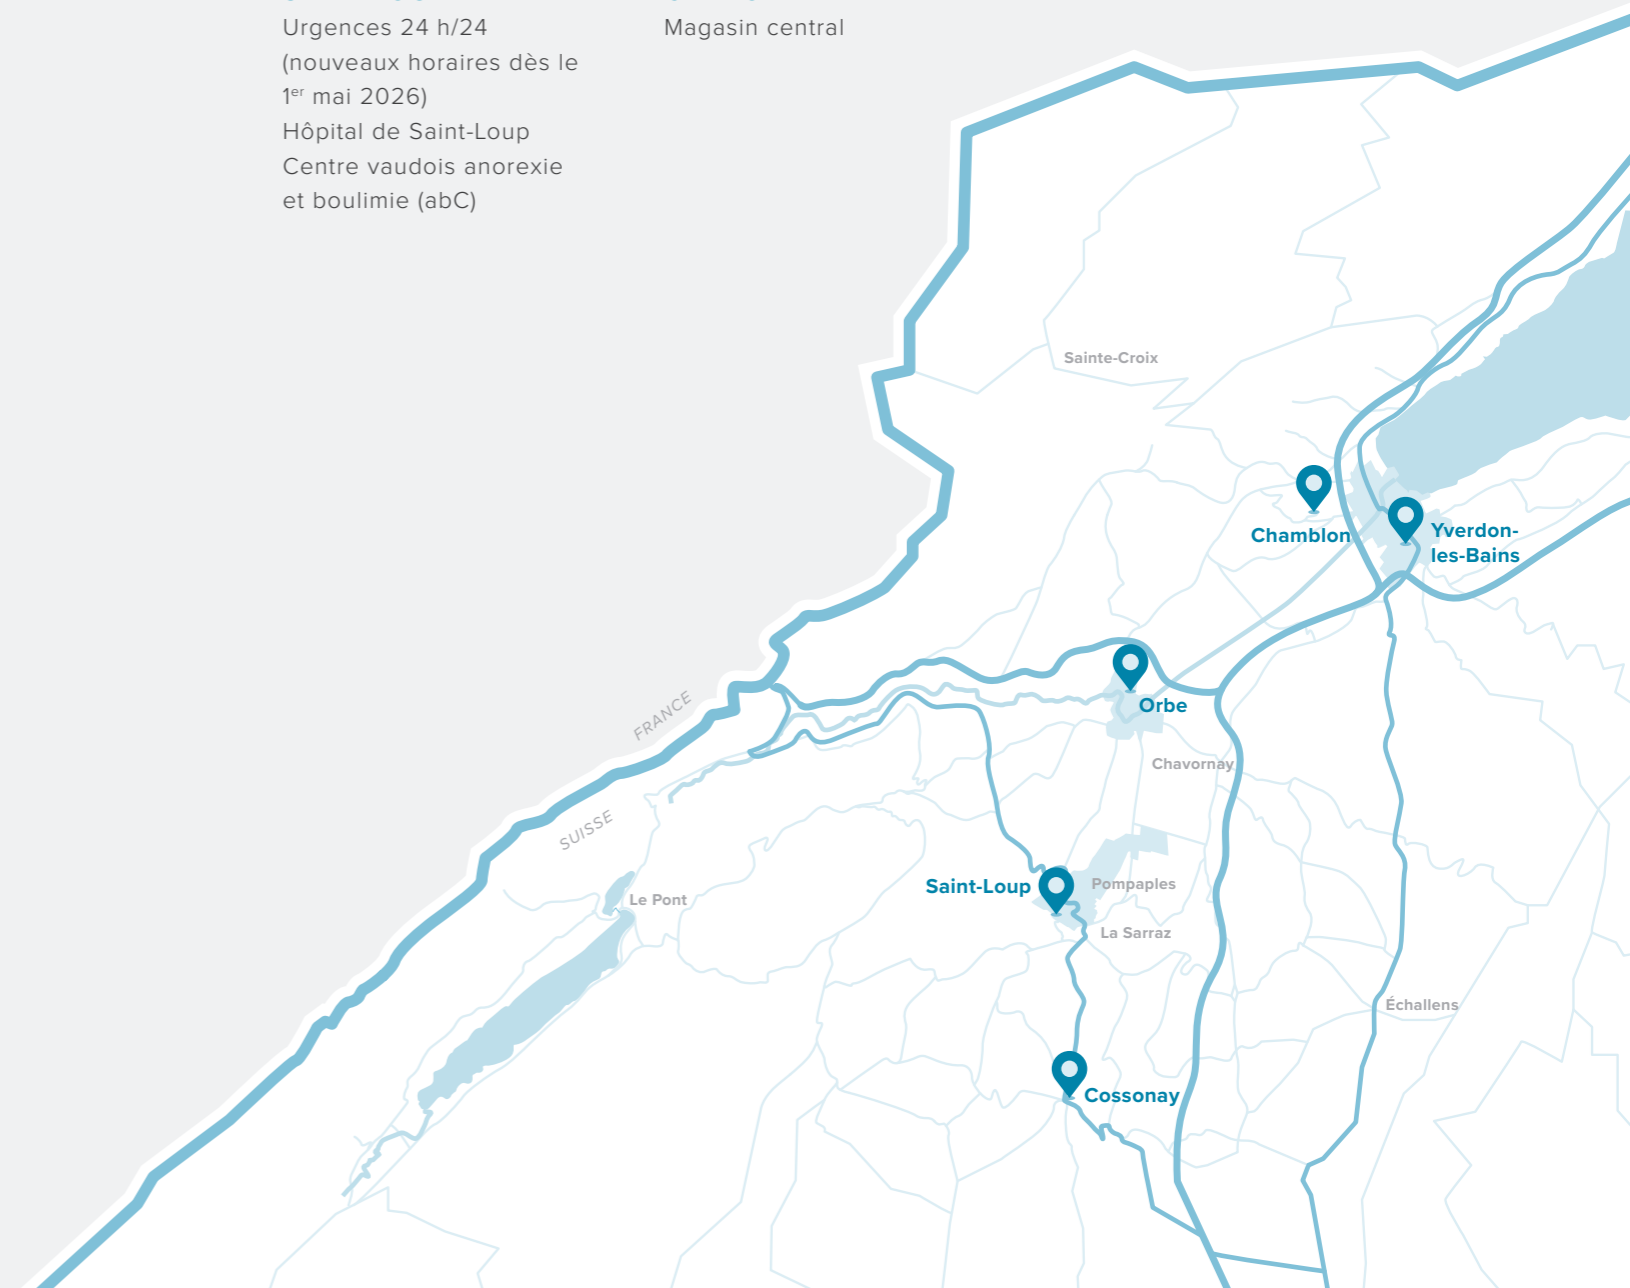 Urgences 24 h/24
(nouveaux horaires dès le
1er mai 2026)
Hôpital de Saint-Loup
Centre vaudois anorexie
et boulimie (abC)
Magasin central
Sainte-Croix
Chamblon
Yverdon-
les-Bains
Orbe
FRANCE
Chavornay
SUISSE
Saint-Loup
Pompaples
Le Pont
La Sarraz
Échallens
Cossonay